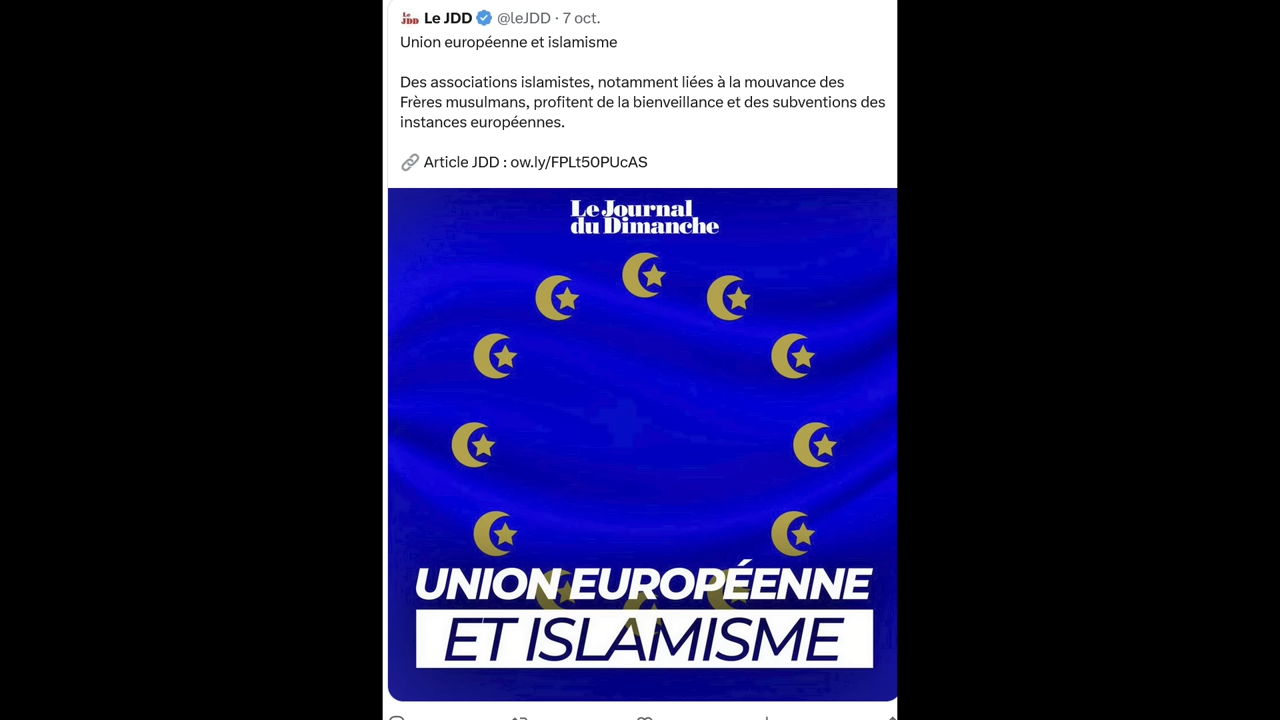 Le JDD @leJDD · 7 oct.
Union européenne et islamisme
Des associations islamistes, notamment liées à la mouvance des
Frères musulmans, profitent de la bienveillance et des subventions des
instances européennes.
Article JDD : ow.ly/FPLt50PUcAS
Le Journal
du Dimanche
UNION EUROPÉENNE
ET ISLAMISME